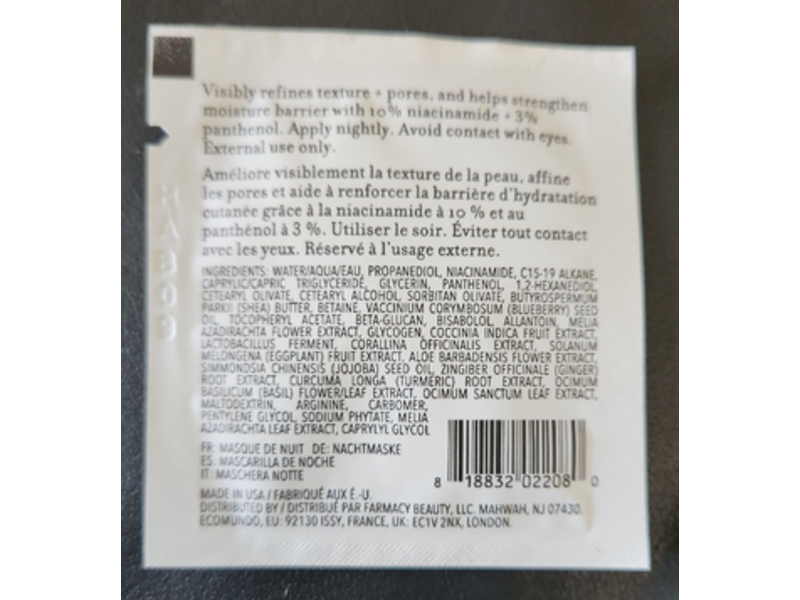 Visibly refines texture + pores, and helps strengthen
moisture barrier with 10% niacinamide + 3%
panthenol. Apply nightly. Avoid contact with eyes.
External use only.
Améliore visiblement la texture de la peau, affine
les pores et aide à renforcer la barrière d'hydratation
cutanée grâce à la niacinamide à 10 % et au
panthénol à 3 %. Utiliser le soir. Éviter tout contact
avec les yeux. Réservé à l'usage externe.
INGREDIENTS: WATER/AQUA/EAU, PROPANEDIOL, NIACINAMIDE, C15-19 ALKANE,
CAPRYLIC/CAPRIC TRIGLYCERIDE, GLYCERIN, PANTHENOL, 1,2-HEXANEDIOL,
CETEARYL OLIVATE, CETEARYL ALCOHOL, SORBITAN OLIVATE, BUTYROSPERMUM
PARKII (SHEA) BUTTER, BETAINE, VACCINIUM CORYMBOSUM (BLUEBERRY) SEED
OIL, TOCOPHERYL ACETATE, BETA-GLUCAN, BISABOLOL, ALLANTOIN, MELIA
AZADIRACHTA FLOWER EXTRACT, GLYCOGEN, COCCINIA INDICA FRUIT EXTRACT,
LACTOBACILLUS FERMENT, CORALLINA OFFICINALIS EXTRACT, SOLANUM
MELONGENA (EGGPLANT) FRUIT EXTRACT, ALOE BARBADENSIS FLOWER EXTRACT,
SIMMONDSIA CHINENSIS (JOJOBA) SEED OIL, ZINGIBER OFFICINALE (GINGER)
ROOT EXTRACT, CURCUMA LONGA (TURMERIC) ROOT EXTRACT, OCIMUM
BASILICUM (BASIL) FLOWER/LEAF EXTRACT, OCIMUM SANCTUM LEAF EXTRACT,
MALTODEXTRIN, ARGININE, CARBOMER,
PENTYLENE GLYCOL, SODIUM PHYTATE, MELIA
AZADIRACHTA LEAF EXTRACT, CAPRYLYL GLYCOL
FR: MASQUE DE NUIT DE: NACHTMASKE
ES: MASCARILLA DE NOCHE
IT: MASCHERA NOTTE
8 18832 02208 0
MADE IN USA / FABRIQUÉ AUX É.-U.
DISTRIBUTED BY / DISTRIBUÉ PAR FARMACY BEAUTY, LLC. MAHWAH, NJ 07430.
ECOMUNDO, EU: 92130 ISSY, FRANCE, UK: EC1V 2NX, LONDON.